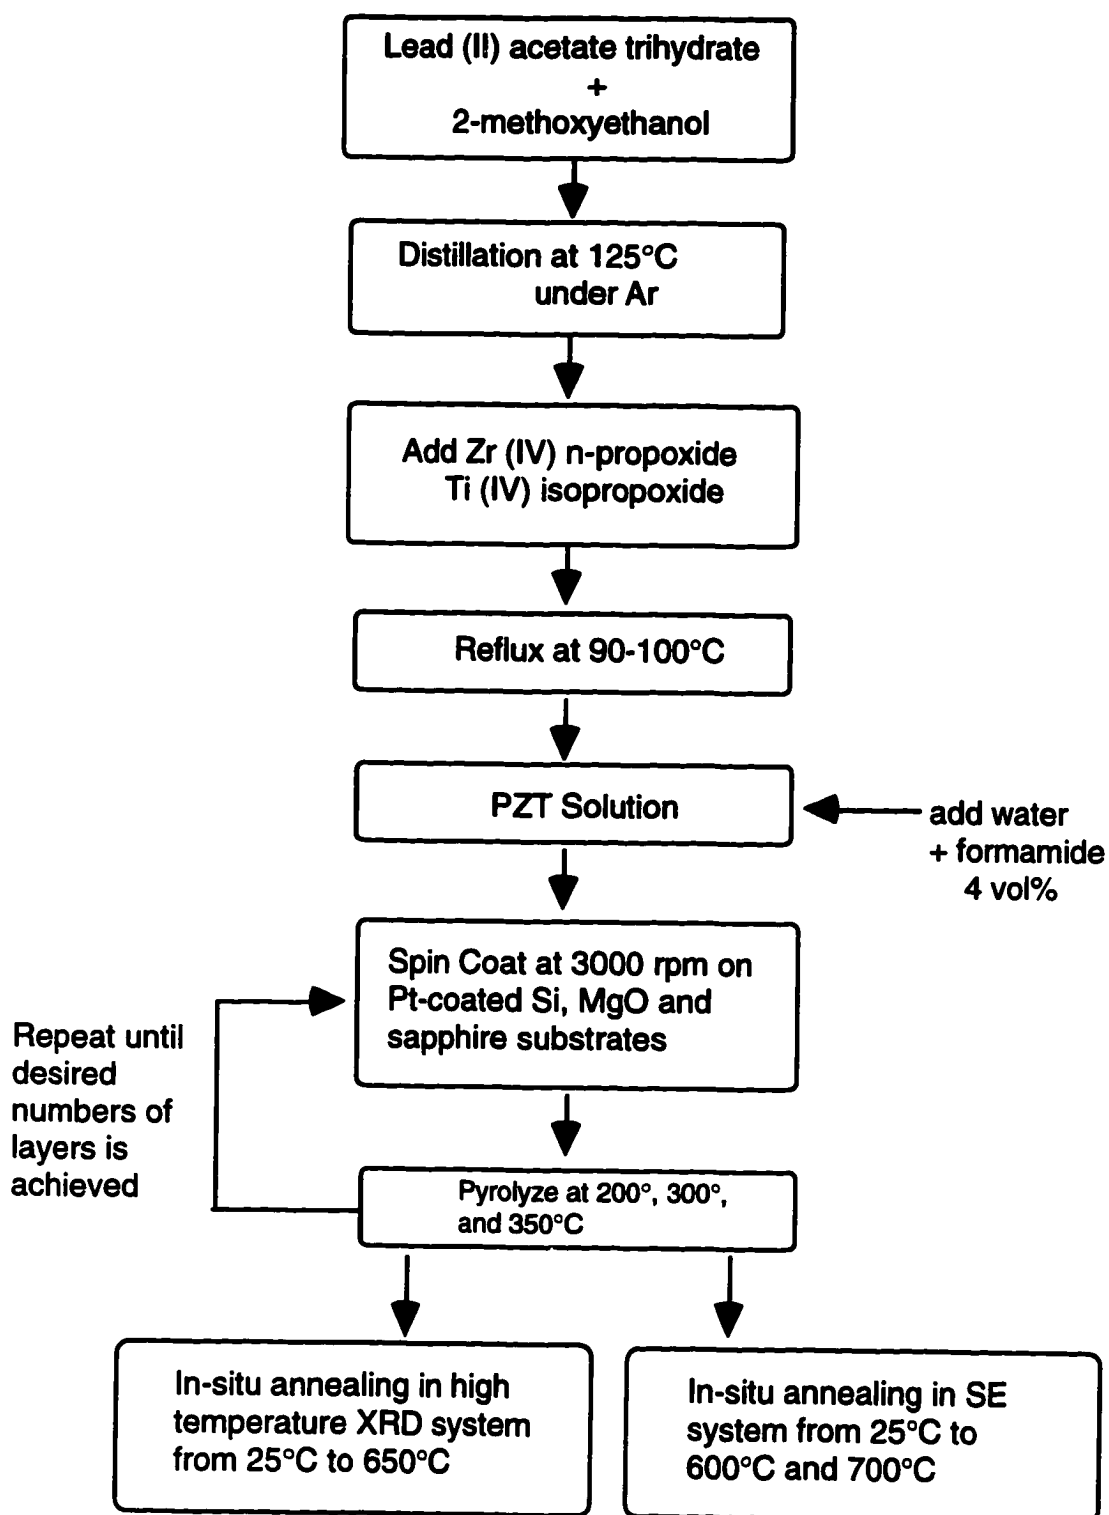 Lead (II) acetate trihydrate
+
2-methoxyethanol
Distillation at 125°C
under Ar
Add Zr (IV) n-propoxide
Ti (IV) isopropoxide
Reflux at 90-100°C
PZT Solution
add water
+ formamide
4 vol%
Spin Coat at 3000 rpm on
Pt-coated Si, MgO and
sapphire substrates
Repeat until
desired
numbers of
layers is
achieved
Pyrolyze at 200°, 300°,
and 350°C
In-situ annealing in high
temperature XRD system
from 25°C to 650°C
In-situ annealing in SE
system from 25°C to
600°C and 700°C